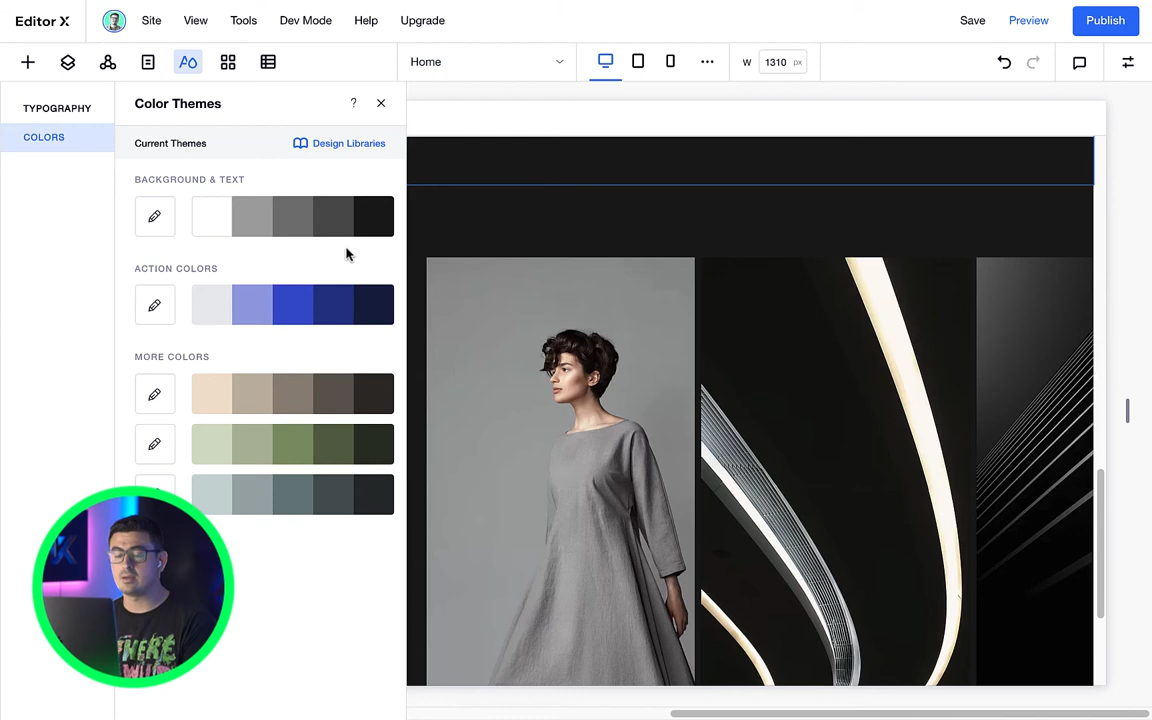 Editor X
Site
View
Tools
Dev Mode
Help
Upgrade
Save
Preview
Publish
Home
W
1310 px
TYPOGRAPHY
COLORS
Color Themes
?
Current Themes
Design Libraries
BACKGROUND & TEXT
ACTION COLORS
MORE COLORS